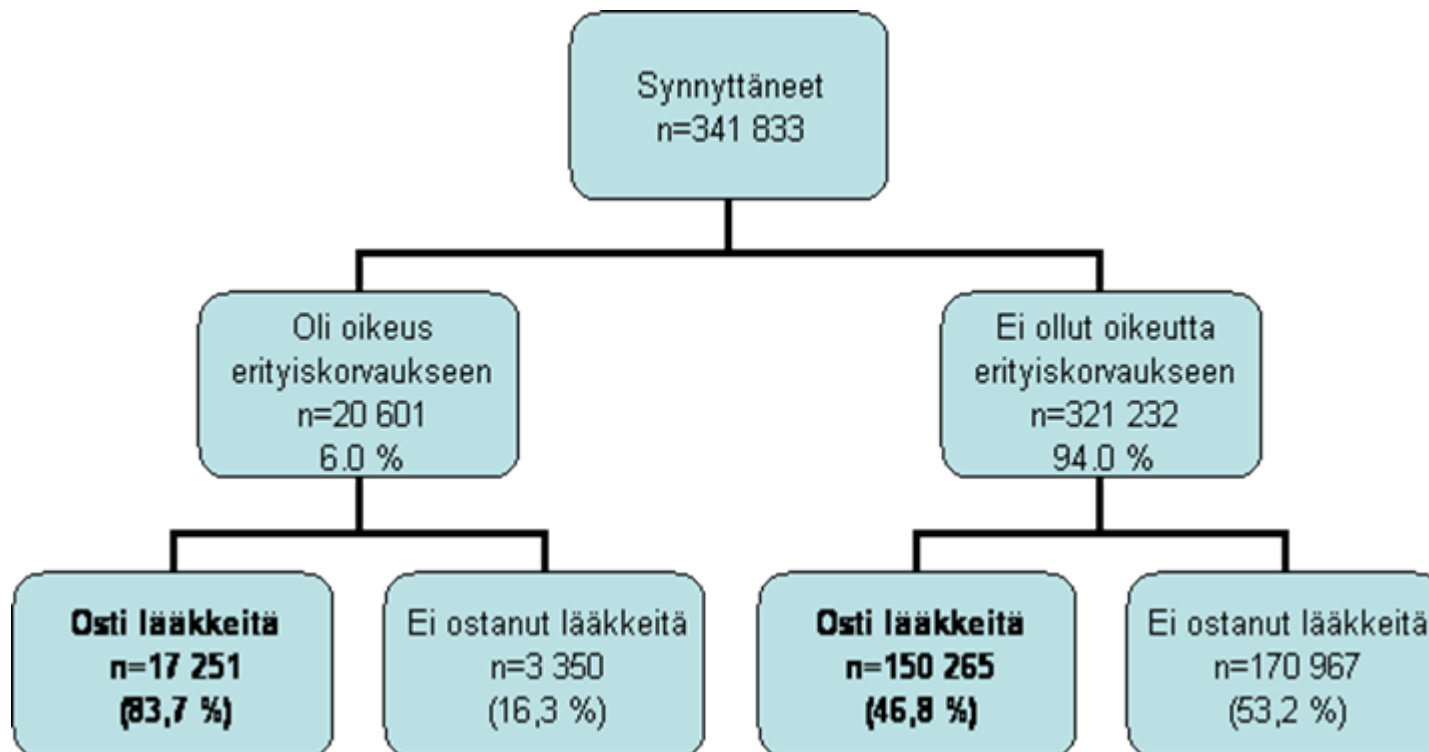 Synnyttäneet
n=341 833
Oli oikeus
erityiskorvaukseen
n=20 601
6.0 %
Ei ollut oikeutta
erityiskorvaukseen
n=321 232
94.0 %
Osti lääkkeitä
n=17 251
(83,7 %)
Ei ostanut lääkkeitä
n=3 350
(16,3 %)
Osti lääkkeitä
n=150 265
(46,8 %)
Ei ostanut lääkkeitä
n=170 967
(53,2 %)